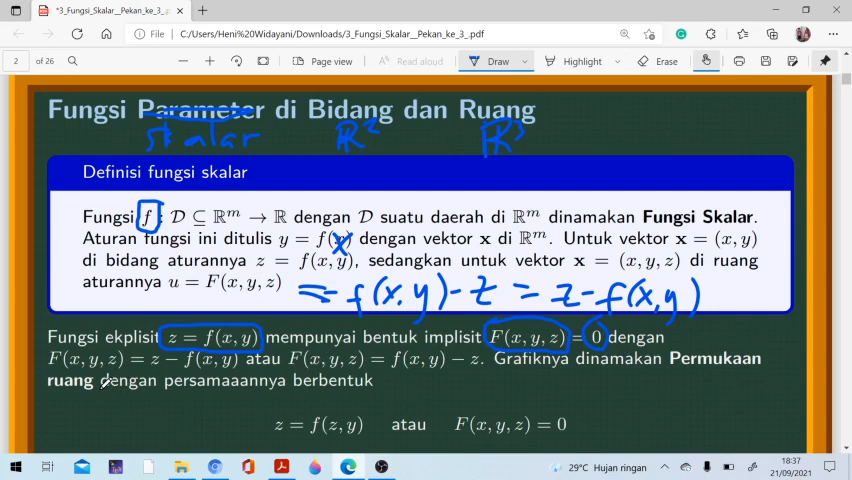 *3_Fungsi_Skalar__Pekan_ke_3_.pdf
File | C:/Users/Heni%20Widayani/Downloads/3_Fungsi_Skalar__Pekan_ke_3_.pdf
2 of 26 Page view Read aloud Draw Highlight Erase
Fungsi Parameter di Bidang dan Ruang
skalar ℝ² ℝ³
Definisi fungsi skalar
Fungsi f : 𝒟 ⊆ ℝᵐ → ℝ dengan 𝒟 suatu daerah di ℝᵐ dinamakan Fungsi Skalar.
Aturan fungsi ini ditulis y = f(x) dengan vektor x di ℝᵐ. Untuk vektor x = (x, y)
di bidang aturannya z = f(x, y), sedangkan untuk vektor x = (x, y, z) di ruang
aturannya u = F(x, y, z) = f(x, y) - z = z - f(x, y)
Fungsi ekplisit z = f(x, y) mempunyai bentuk implisit F(x, y, z) = 0 dengan
F(x, y, z) = z − f(x, y) atau F(x, y, z) = f(x, y) − z. Grafiknya dinamakan Permukaan
ruang dengan persamaaannya berbentuk
z = f(z, y) atau F(x, y, z) = 0
29°C Hujan ringan
18:37
21/09/2021